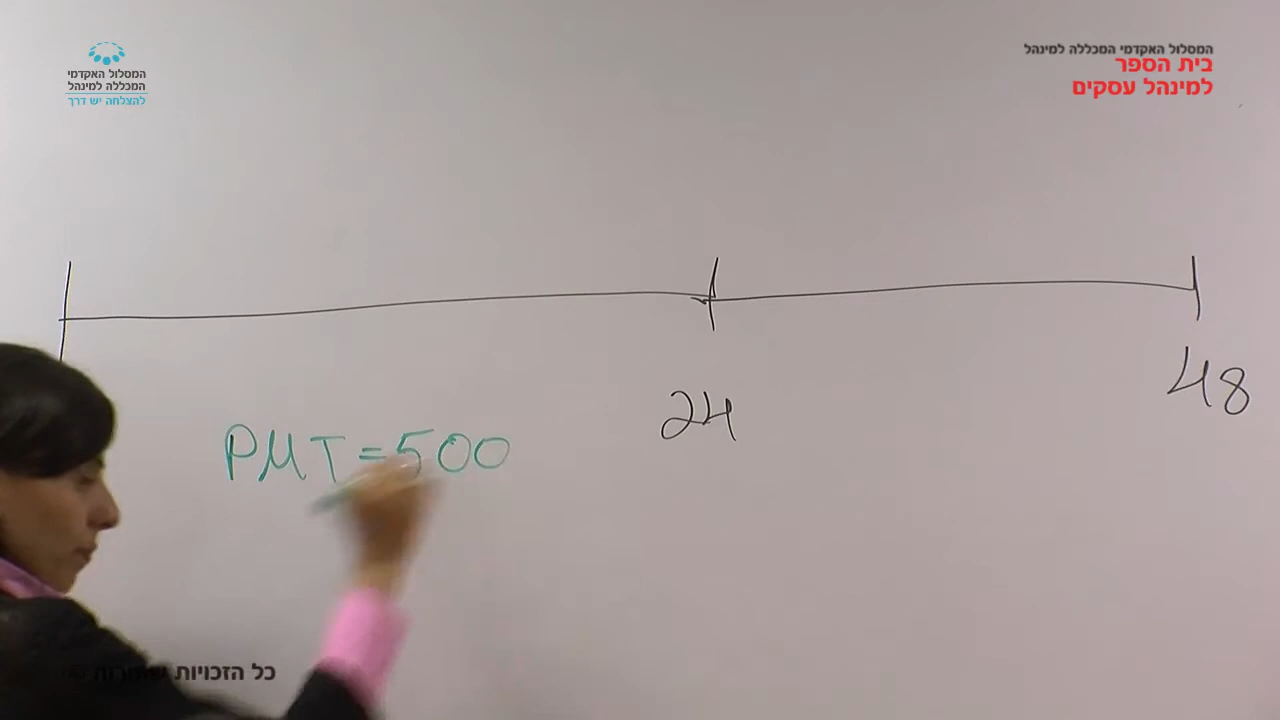 המסלול האקדמי המכללה למינהל
בית הספר
למינהל עסקים
המסלול האקדמי
המכללה למינהל
להצלחה יש דרך
24
48
PMT=500
כל הזכויות שמורות